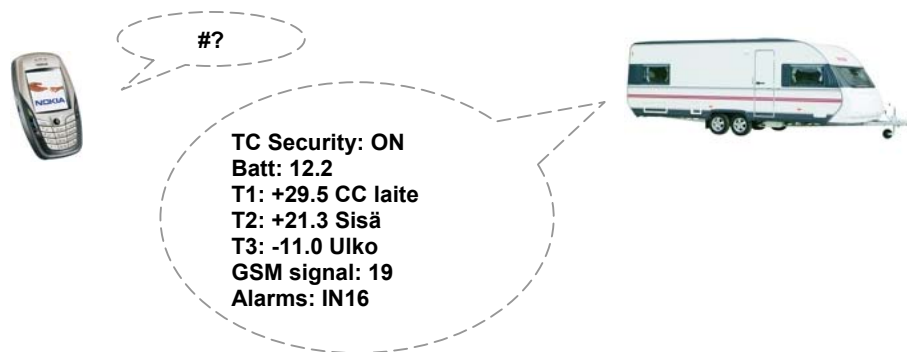 #?
NOKIA
TC Security: ON
Batt: 12.2
T1: +29.5 CC laite
T2: +21.3 Sisä
T3: -11.0 Ulko
GSM signal: 19
Alarms: IN16